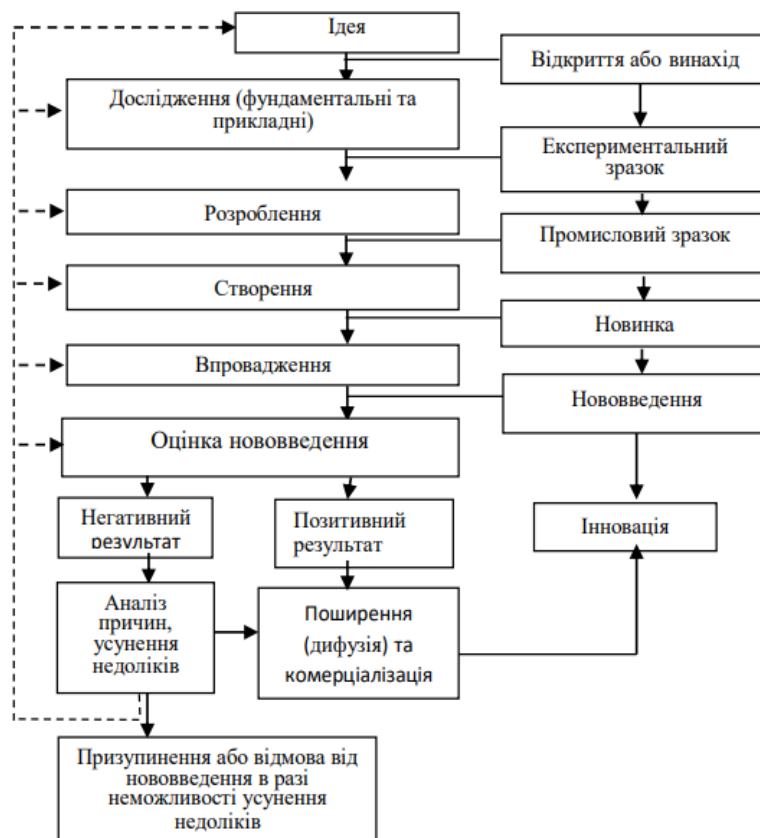 Ідея
Відкриття або винахід
Дослідження (фундаментальні та
прикладні)
Експериментальний
зразок
Розроблення
Промисловий зразок
Створення
Новинка
Впровадження
Нововведення
Оцінка нововведення
Негативний
результат
Позитивний
результат
Інновація
Аналіз
причин,
усунення
недоліків
Поширення
(дифузія) та
комерціалізація
Призупинення або відмова від
нововведення в разі
неможливості усунення
недоліків